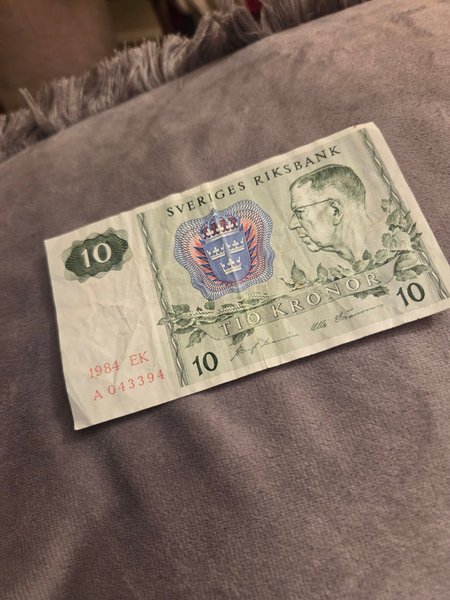 SVERIGES RIKSBANK
10
TIO KRONOR
10
10
1984 EK
A 043394